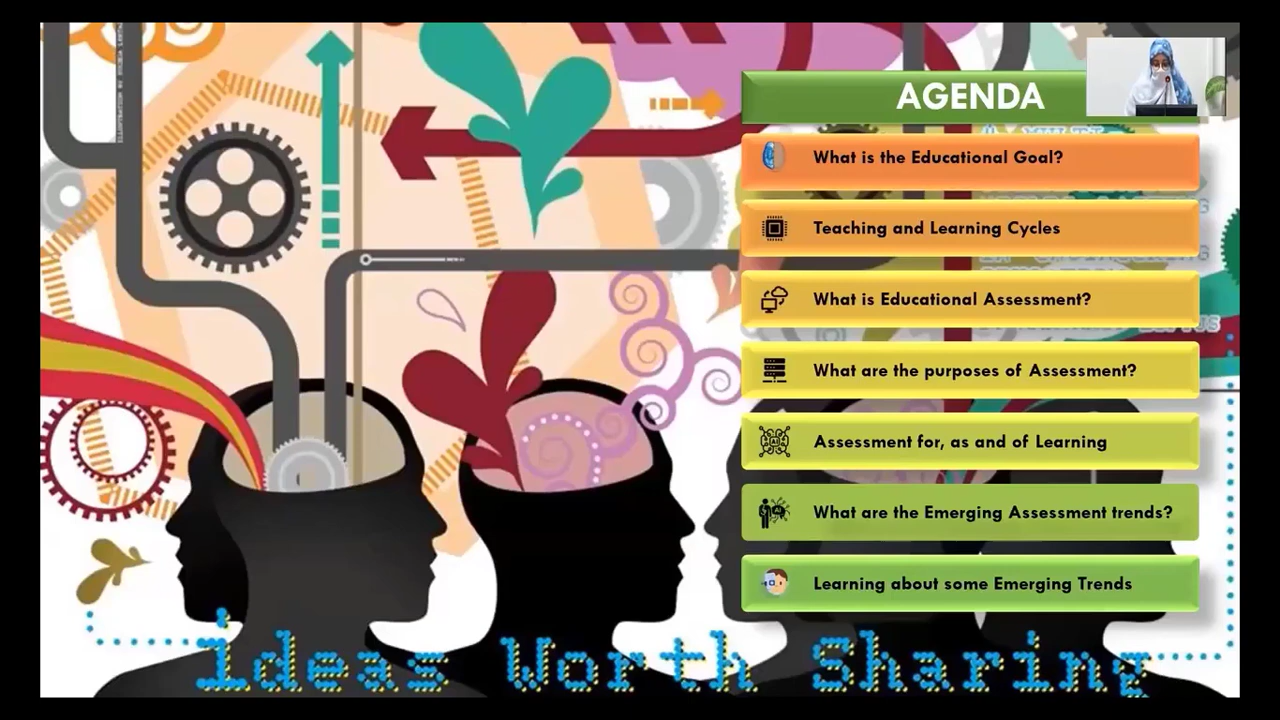 AGENDA
What is the Educational Goal?
Teaching and Learning Cycles
What is Educational Assessment?
What are the purposes of Assessment?
Assessment for, as and of Learning
What are the Emerging Assessment trends?
Learning about some Emerging Trends
ideas Worth Sharing